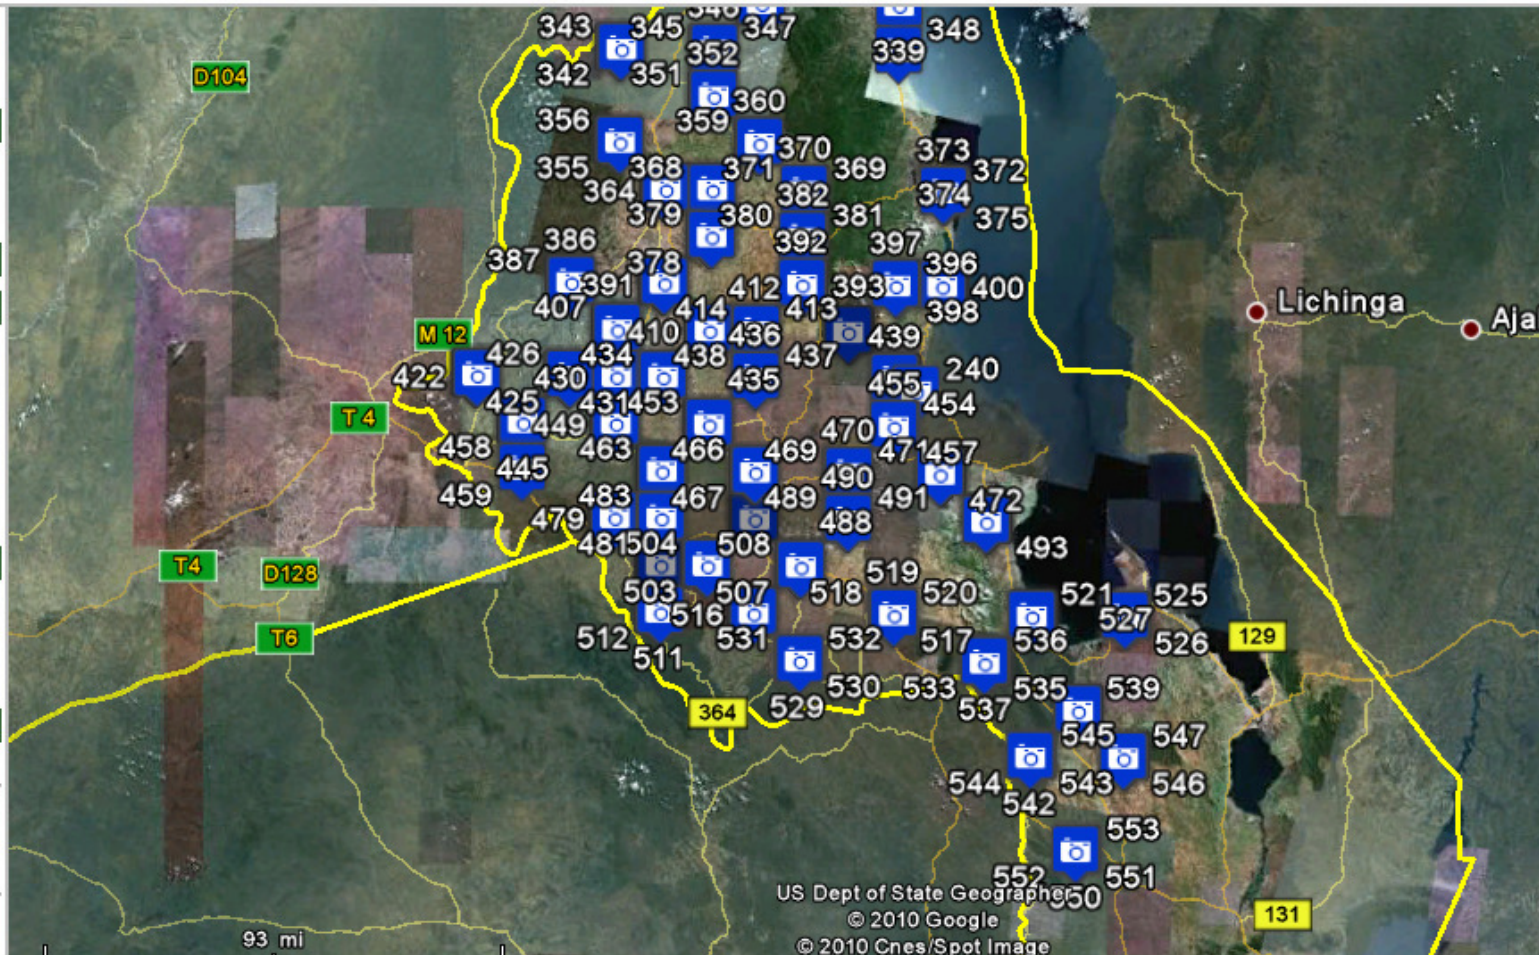 343 345 346 347 348
352 339
D104 342 351
360
356 359
370 373
355 368 371 369 372
364 382 374
379 380 381 375
386 392 397
387 378 396
391 412 393 400
407 414 413 398 Lichinga
M 12 410 436 439 Aja
426 434 438 437
422 430 435 455 240
425 431 453 454
T 4 449 470
458 463 466 469 471 457
445 490
459 483 467 489 491 472
479 488
481 504 508 493
T4 D128 519
503 507 518 520 521 525
516 527
T6 512 531 532 517 536 526 129
511
530 533 535 539
364 529 537
545 547
544 543 546
542
553
552 551
US Dept of State Geographer 550
© 2010 Google 131
93 mi © 2010 Cnes/Spot Image